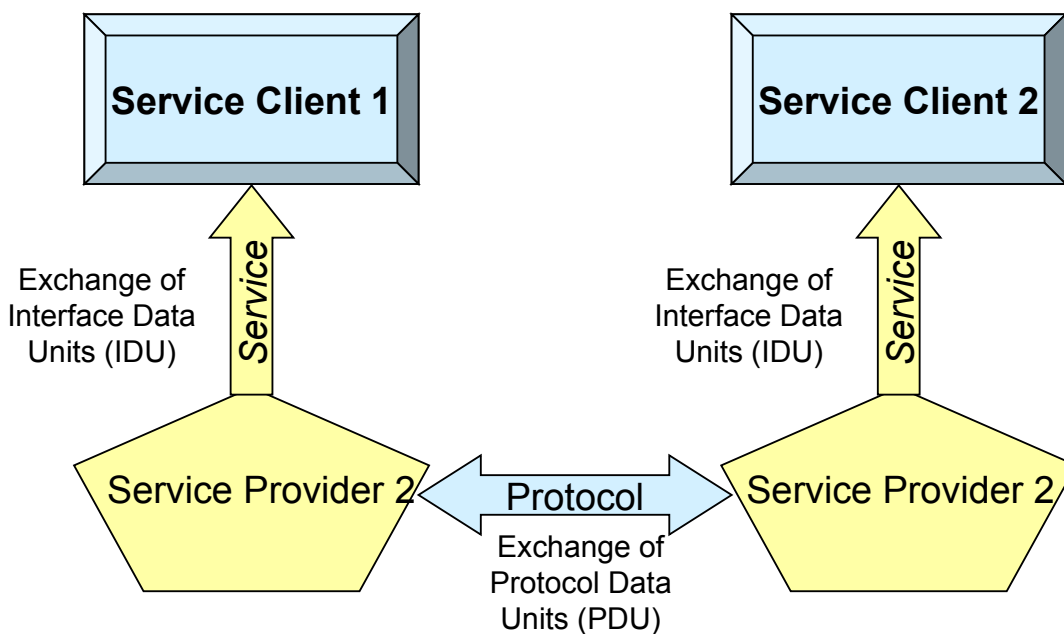 Service Client 1
Service Client 2
Exchange of
Interface Data
Units (IDU)
Service
Exchange of
Interface Data
Units (IDU)
Service
Service Provider 2
Protocol
Service Provider 2
Exchange of
Protocol Data
Units (PDU)